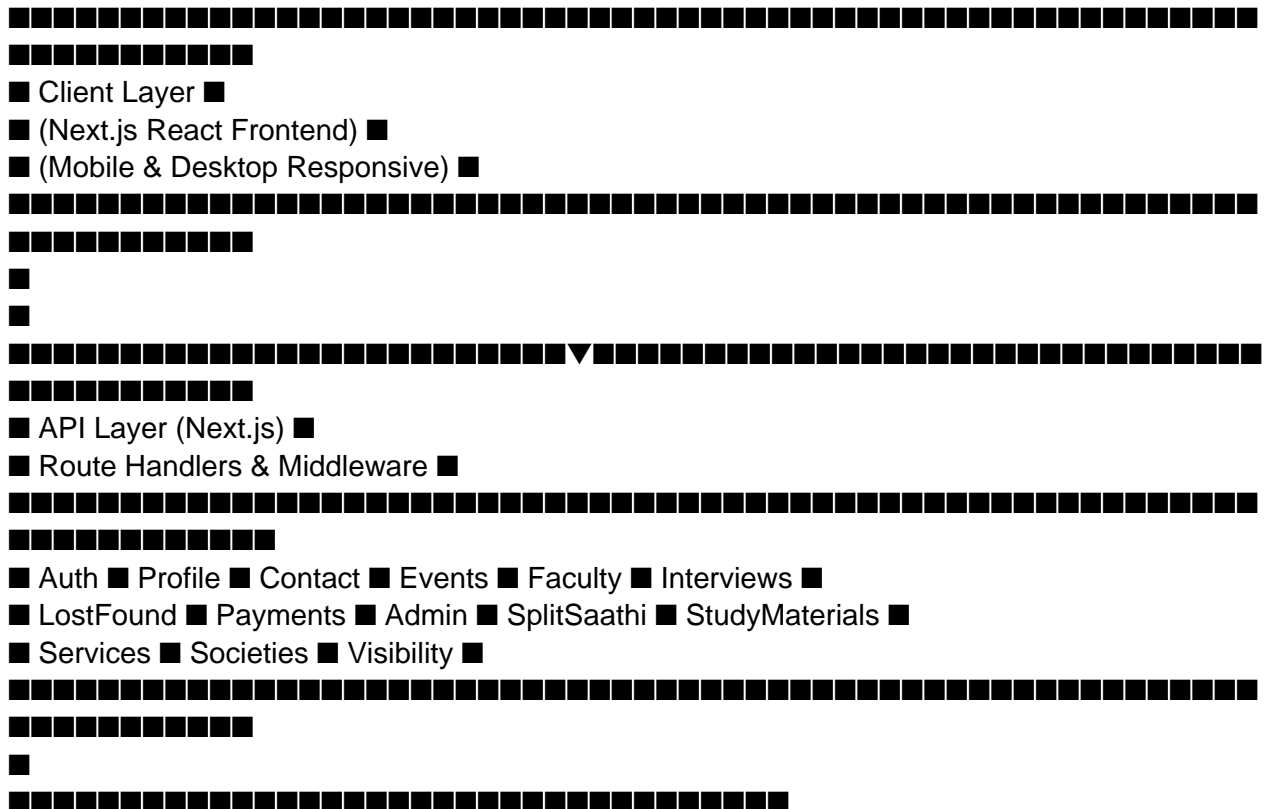 ■■■■■■■■■■■■■■■■■■■■■■■■■■■■■■■■■■■■■■■■■■■■■■■■■■■■■■■■
■■■■■■■■■■■
■ Client Layer ■
■ (Next.js React Frontend) ■
■ (Mobile & Desktop Responsive) ■
■■■■■■■■■■■■■■■■■■■■■■■■■■■■■■■■■■■■■■■■■■■■■■■■■■■■■■■■
■■■■■■■■■■■
■
■
■■■■■■■■■■■■■■■■■■■■■■■■■▼■■■■■■■■■■■■■■■■■■■■■■■■■■■■■■
■■■■■■■■■■■
■ API Layer (Next.js) ■
■ Route Handlers & Middleware ■
■■■■■■■■■■■■■■■■■■■■■■■■■■■■■■■■■■■■■■■■■■■■■■■■■■■■■■■■
■■■■■■■■■■■■
■ Auth ■ Profile ■ Contact ■ Events ■ Faculty ■ Interviews ■
■ LostFound ■ Payments ■ Admin ■ SplitSaathi ■ StudyMaterials ■
■ Services ■ Societies ■ Visibility ■
■■■■■■■■■■■■■■■■■■■■■■■■■■■■■■■■■■■■■■■■■■■■■■■■■■■■■■■■
■■■■■■■■■■■
■
■■■■■■■■■■■■■■■■■■■■■■■■■■■■■■■■■■■